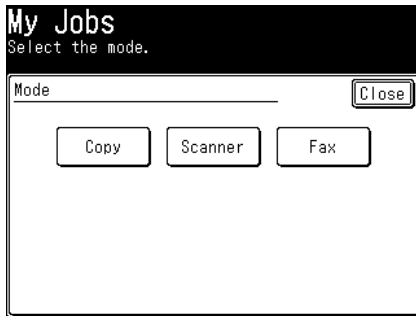 My Jobs
Select the mode.
Mode
Close
Copy
Scanner
Fax